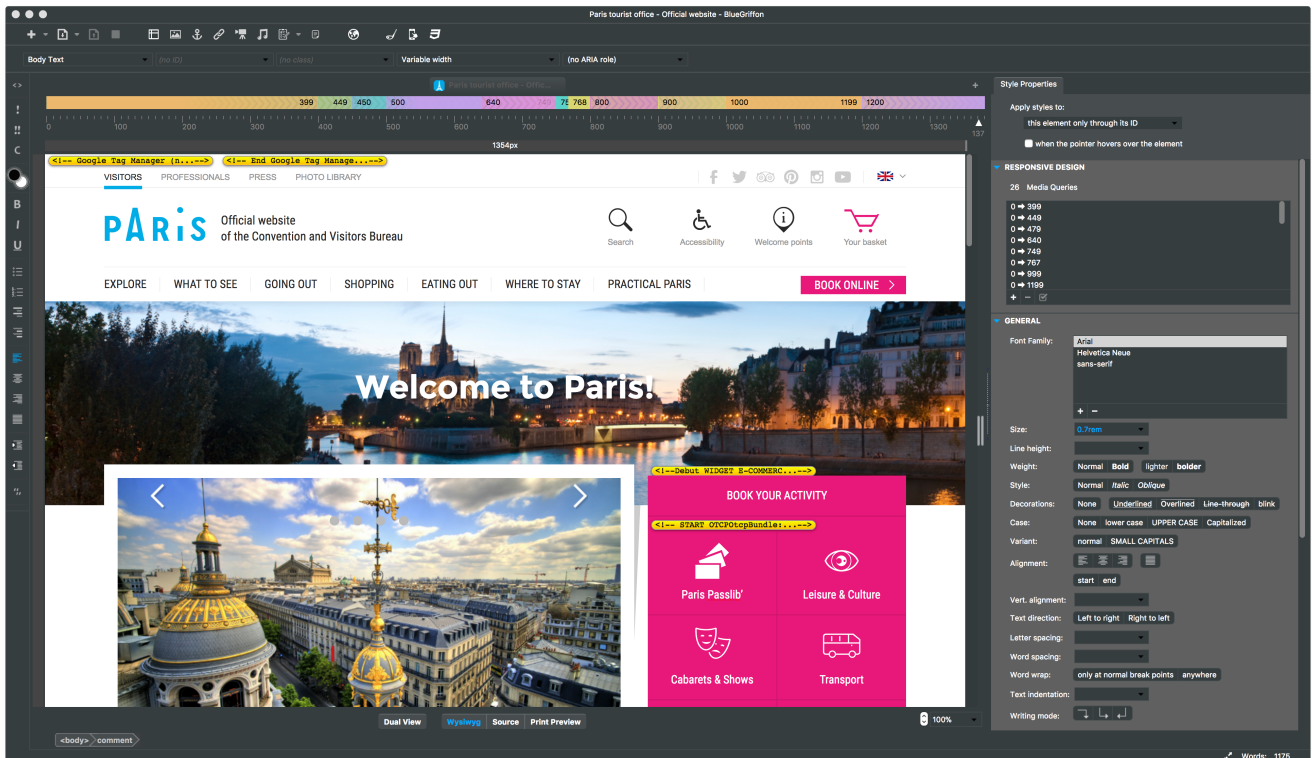 Paris tourist office - Official website - BlueGriffon
Body Text (no ID) (no class) Variable width (no ARIA role)
Paris tourist office - Offic...
399 449 450 500 640 749 768 800 900 1000 1199 1200
0 100 200 300 400 500 600 700 800 900 1000 1100 1200 1300 137
1354px
<!-- Google Tag Manager (n...--> <!-- End Google Tag Manage...-->
VISITORS PROFESSIONALS PRESS PHOTO LIBRARY
PARiS
Official website
of the Convention and Visitors Bureau
Search Accessibility Welcome points Your basket
EXPLORE WHAT TO SEE GOING OUT SHOPPING EATING OUT WHERE TO STAY PRACTICAL PARIS BOOK ONLINE >
Welcome to Paris!
<!--Debut WIDGET E-COMMERC...-->
BOOK YOUR ACTIVITY
<!-- START OTCPOtcpBundle:...-->
Paris Passlib' Leisure & Culture
Cabarets & Shows Transport
Dual View Wysiwyg Source Print Preview 100%
<body> comment
Style Properties
Apply styles to:
this element only through its ID
when the pointer hovers over the element
RESPONSIVE DESIGN
26 Media Queries
0 ➡ 399
0 ➡ 449
0 ➡ 479
0 ➡ 640
0 ➡ 749
0 ➡ 767
0 ➡ 999
0 ➡ 1199
+ −
GENERAL
Font Family: Arial
Helvetica Neue
sans-serif
+ −
Size: 0.7rem
Line height:
Weight: Normal Bold lighter bolder
Style: Normal Italic Oblique
Decorations: None Underlined Overlined Line-through blink
Case: None lower case UPPER CASE Capitalized
Variant: normal SMALL CAPITALS
Alignment:
start end
Vert. alignment:
Text direction: Left to right Right to left
Letter spacing:
Word spacing:
Word wrap: only at normal break points anywhere
Text indentation:
Writing mode:
Words: 1175